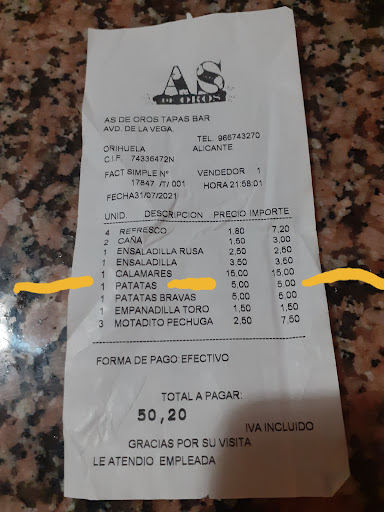 AS
DE OROS
AS DE OROS TAPAS BAR
AVD. DE LA VEGA.
TEL. 966743270
ORIHUELA ALICANTE
C.I.F. 74336472N
FACT SIMPLE Nº VENDEDOR 1
17847 /T/ 001 HORA 21:58:01
FECHA31/07/2021
UNID DESCRIPCION PRECIO IMPORTE
4 REFRESCO 1,80 7,20
2 CAÑA 1,50 3,00
1 ENSALADILLA RUSA 2,50 2,50
1 ENSALADILLA 3,50 3,50
1 CALAMARES 15,00 15,00
1 PATATAS 5,00 5,00
1 PATATAS BRAVAS 5,00 5,00
1 EMPANADILLA TORO 1,50 1,50
3 MOTADITO PECHUGA 2,50 7,50
FORMA DE PAGO:EFECTIVO
TOTAL A PAGAR:
50,20
IVA INCLUIDO
GRACIAS POR SU VISITA
LE ATENDIO EMPLEADA